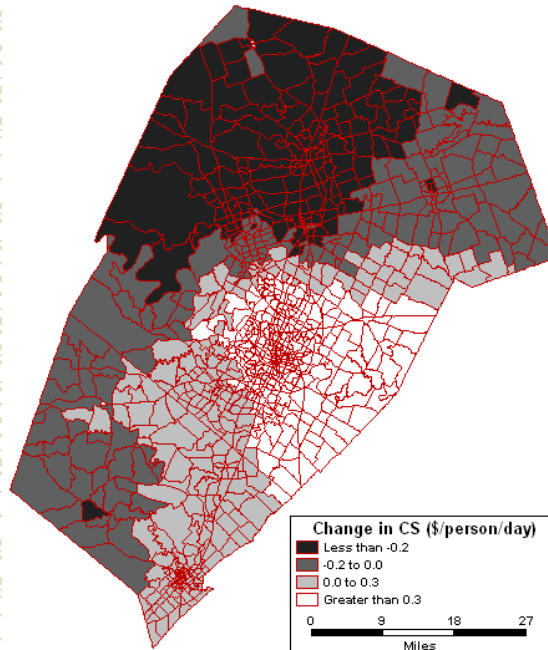 Change in CS ($/person/day)
Less than -0.2
-0.2 to 0.0
0.0 to 0.3
Greater than 0.3
0 9 18 27
Miles